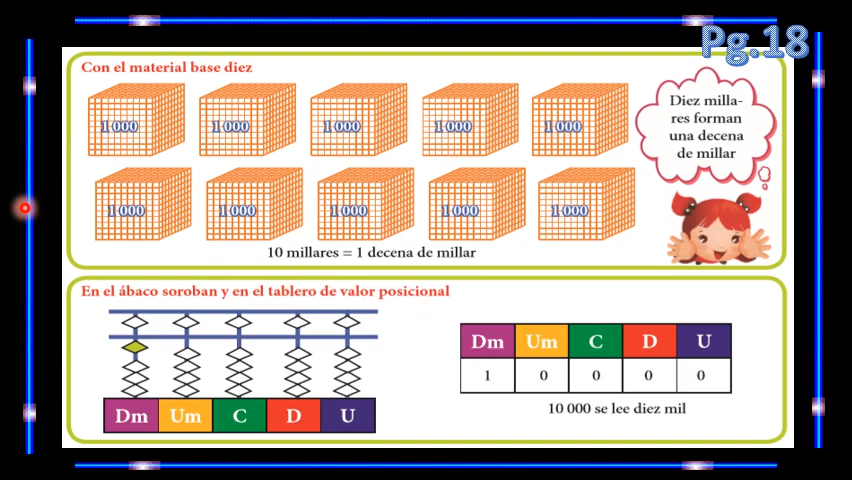 Pg.18
Con el material base diez
1 000 1 000 1 000 1 000 1 000
Diez milla-
res forman
una decena
de millar
1 000 1 000 1 000 1 000 1 000
10 millares = 1 decena de millar
En el ábaco soroban y en el tablero de valor posicional
Dm Um C D U
Dm Um C D U
1 0 0 0 0
10 000 se lee diez mil